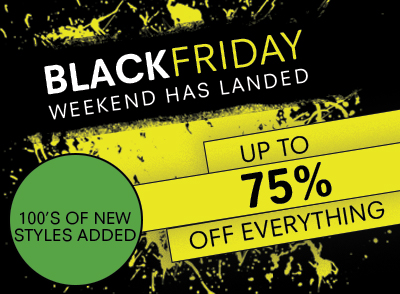 BLACKFRIDAY
WEEKEND HAS LANDED
UP TO
75%
OFF EVERYTHING
100'S OF NEW
STYLES ADDED